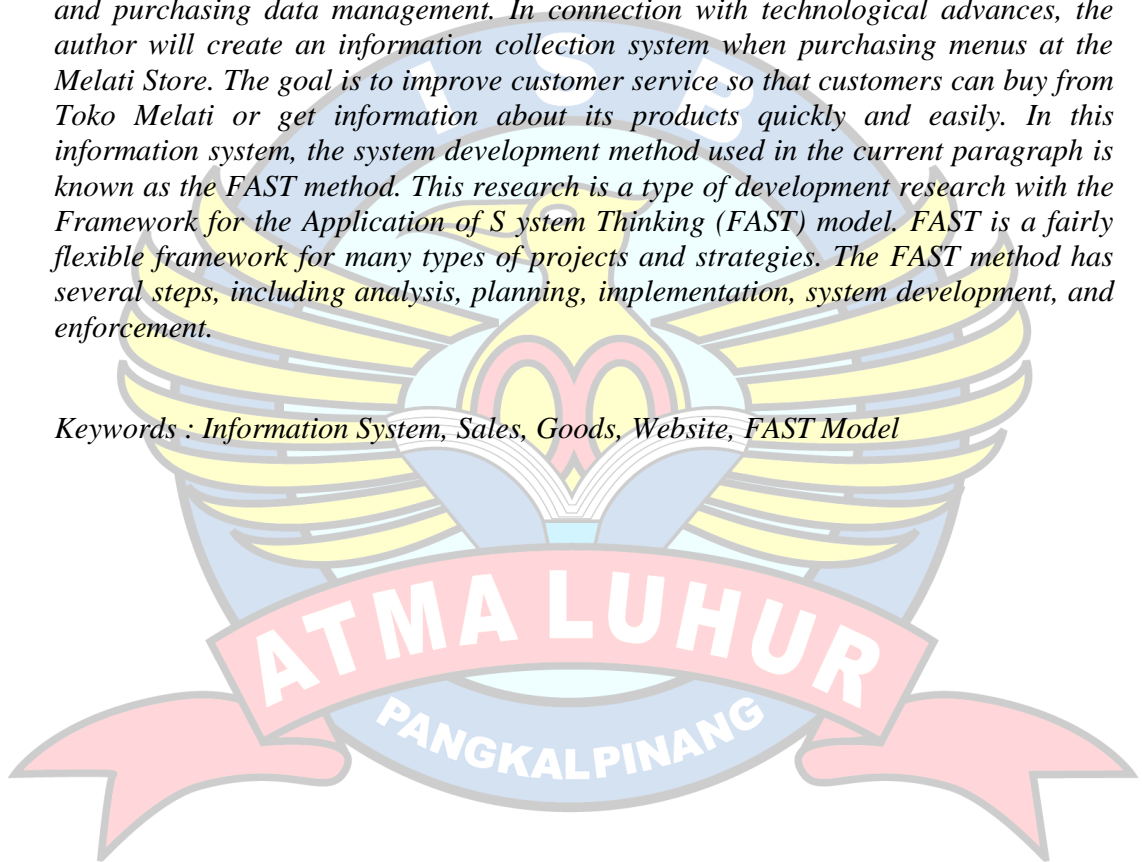 and purchasing data management. In connection with technological advances, the
author will create an information collection system when purchasing menus at the
Melati Store. The goal is to improve customer service so that customers can buy from
Toko Melati or get information about its products quickly and easily. In this
information system, the system development method used in the current paragraph is
known as the FAST method. This research is a type of development research with the
Framework for the Application of S ystem Thinking (FAST) model. FAST is a fairly
flexible framework for many types of projects and strategies. The FAST method has
several steps, including analysis, planning, implementation, system development, and
enforcement.
Keywords : Information System, Sales, Goods, Website, FAST Model
I S B
ATMA LUHUR
PANGKALPINANG